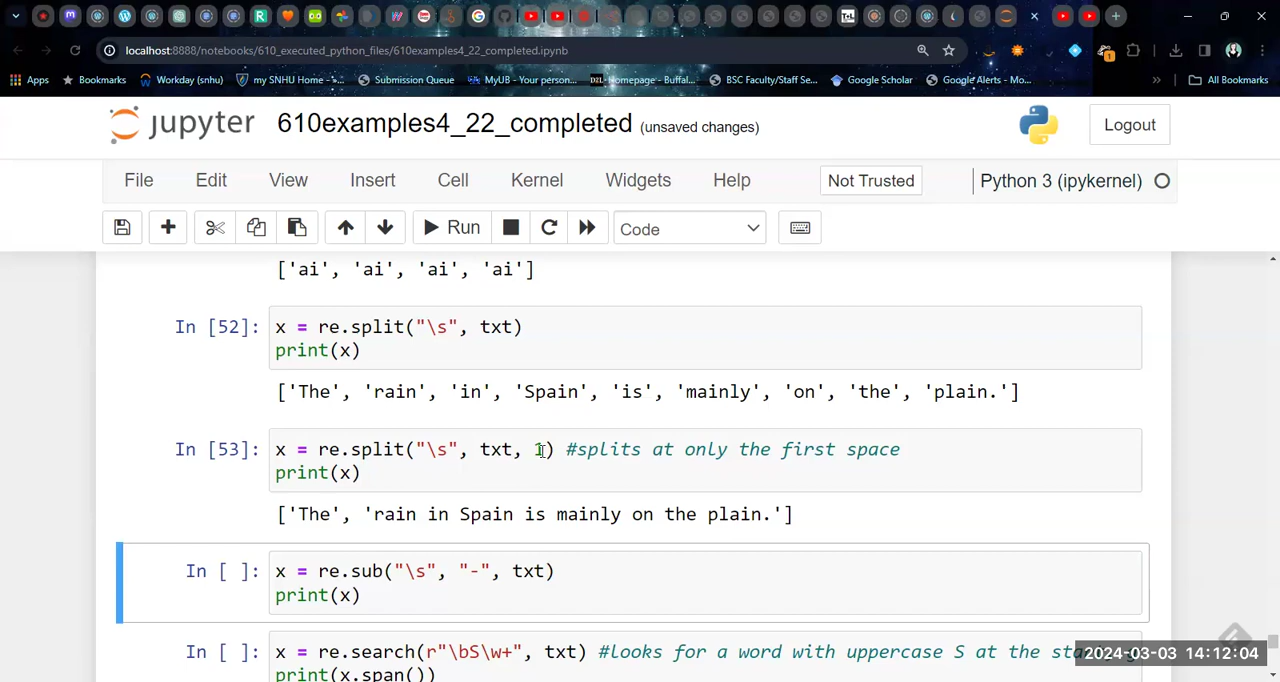 localhost:8888/notebooks/610_executed_python_files/610examples4_22_completed.ipynb
Apps Bookmarks Workday (snhu) my SNHU Home - ... Submission Queue MyUB - Your person... Homepage - Buffal... BSC Faculty/Staff Se... Google Scholar Google Alerts - Mo... » All Bookmarks
jupyter 610examples4_22_completed (unsaved changes) Logout
File Edit View Insert Cell Kernel Widgets Help Not Trusted Python 3 (ipykernel)
Run Code
['ai', 'ai', 'ai', 'ai']
In [52]: x = re.split("\s", txt)
print(x)
['The', 'rain', 'in', 'Spain', 'is', 'mainly', 'on', 'the', 'plain.']
In [53]: x = re.split("\s", txt, 1) #splits at only the first space
print(x)
['The', 'rain in Spain is mainly on the plain.']
In [ ]: x = re.sub("\s", "-", txt)
print(x)
In [ ]: x = re.search(r"\bS\w+", txt) #looks for a word with uppercase S at the
print(x.span())
2024-03-03 14:12:04